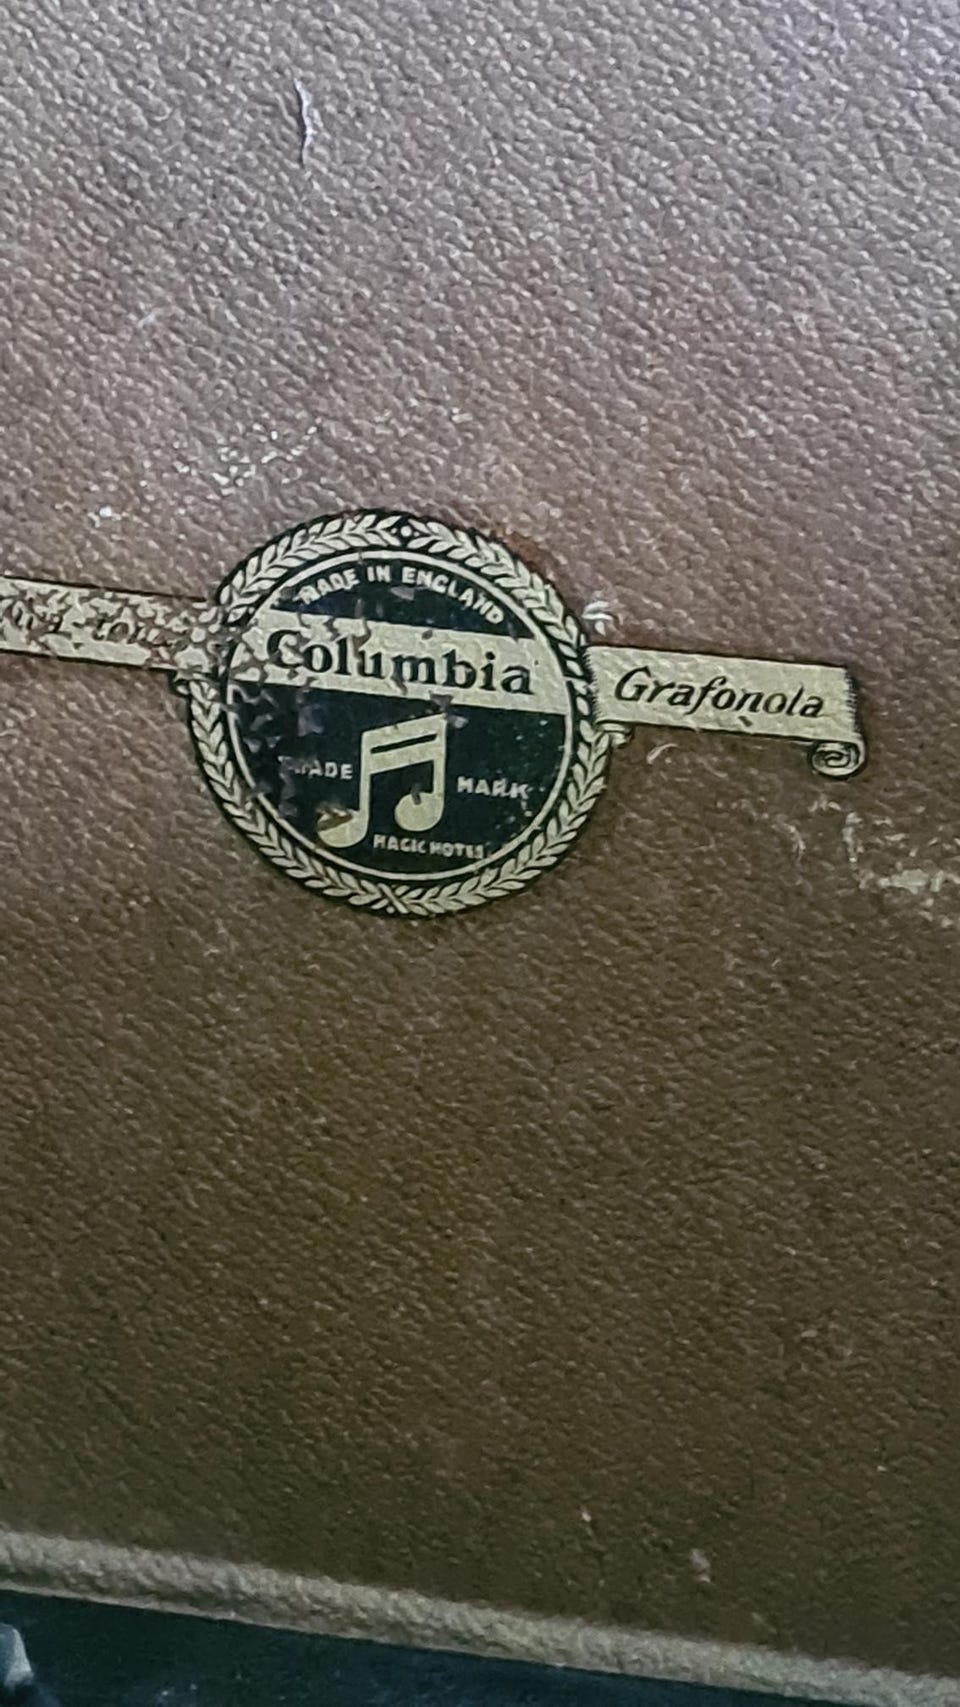 MADE IN ENGLAND
Columbia
Grafonola
TRADE MARK
MAGIC NOTES